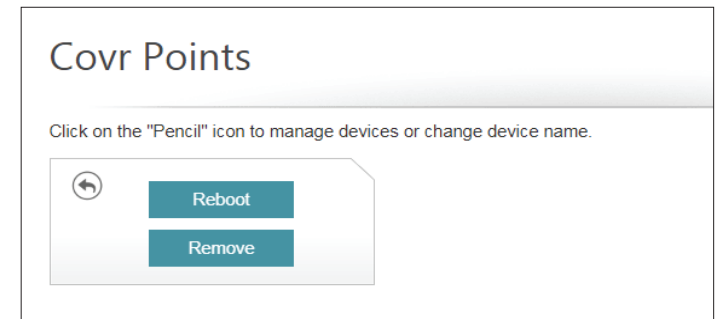 Covr Points
Click on the "Pencil" icon to manage devices or change device name.
Reboot
Remove